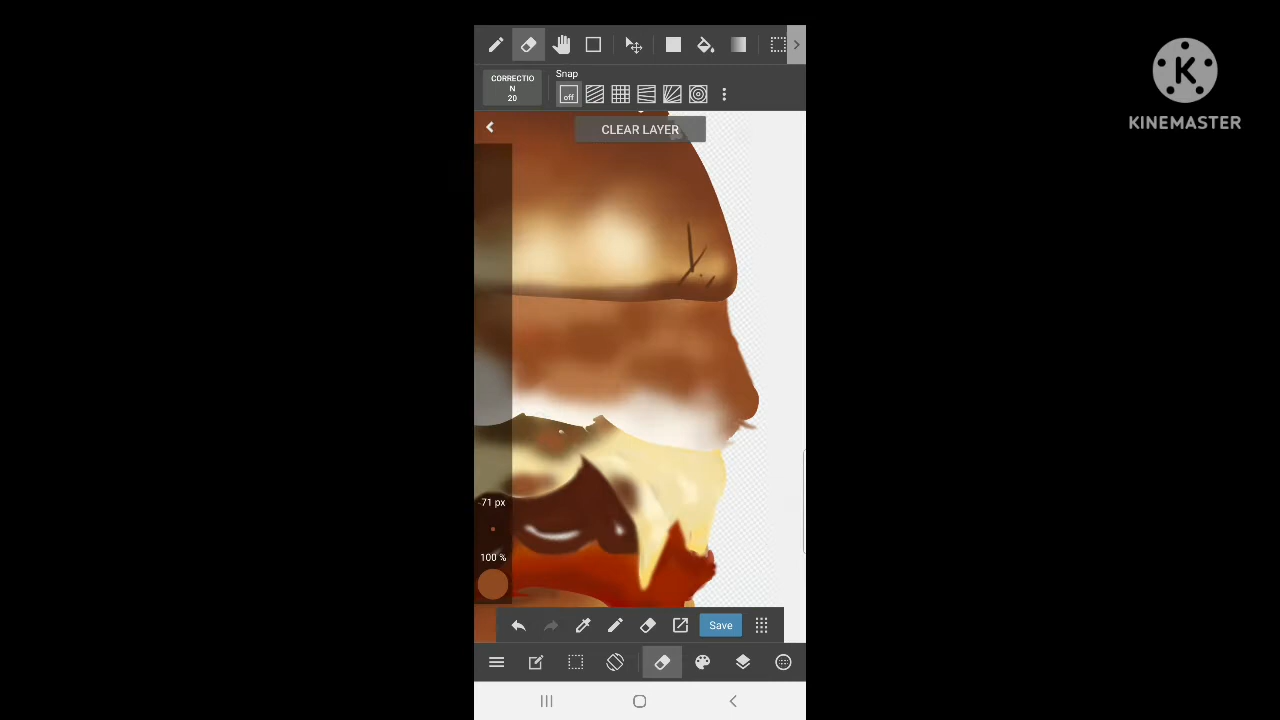 Snap
CORRECTIO
N
20
off
CLEAR LAYER
K
KINEMASTER
71 px
100 %
Save